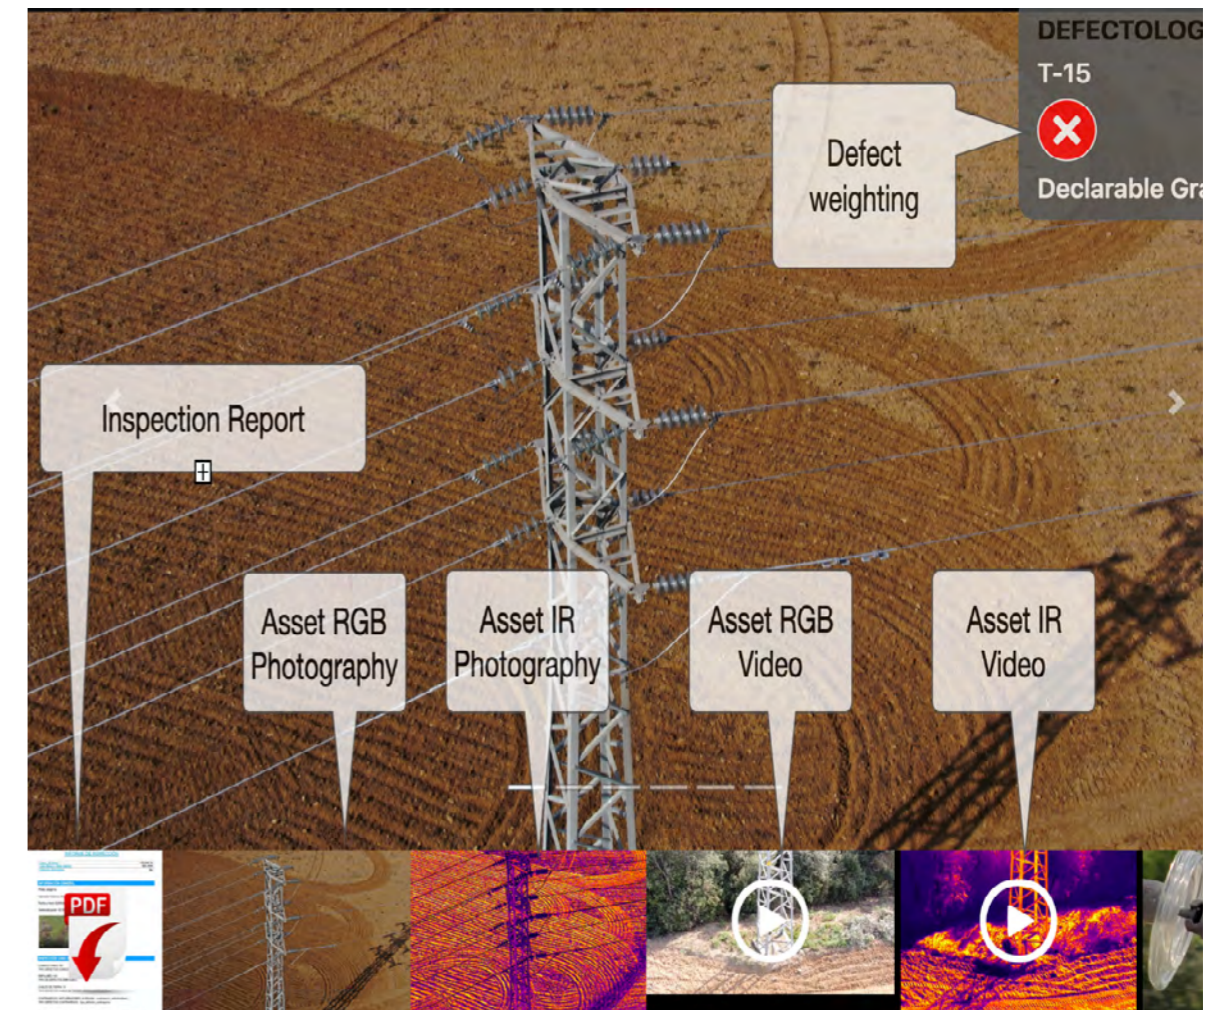 DEFECTOLOG
T-15
Defect
weighting
Declarable Gra
Inspection Report
Asset RGB
Photography
Asset IR
Photography
Asset RGB
Video
Asset IR
Video
PDF